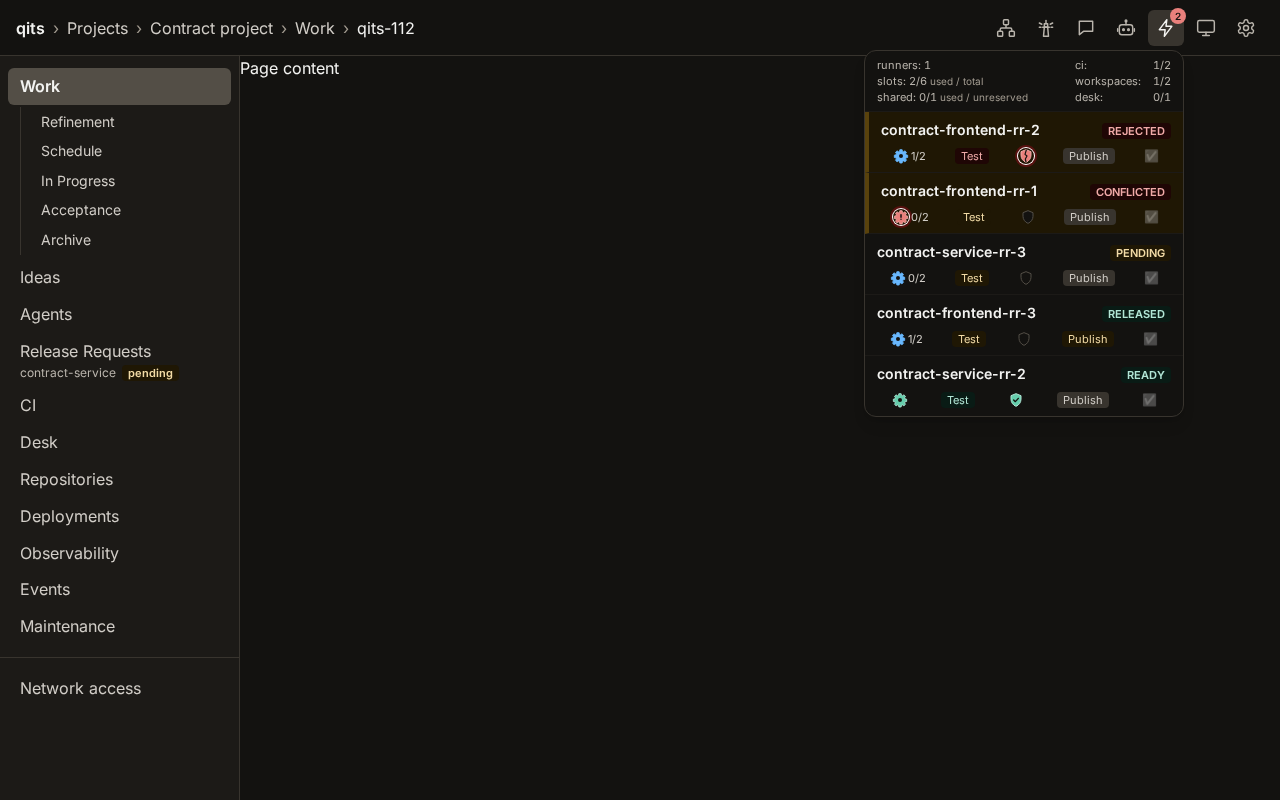 qits › Projects › Contract project › Work › qits-112
2
Work
Refinement
Schedule
In Progress
Acceptance
Archive
Ideas
Agents
Release Requests
contract-service pending
CI
Desk
Repositories
Deployments
Observability
Events
Maintenance
Network access
Page content
runners: 1 ci: 1/2
slots: 2/6 used / total workspaces: 1/2
shared: 0/1 used / unreserved desk: 0/1
contract-frontend-rr-2 REJECTED
1/2 Test Publish
contract-frontend-rr-1 CONFLICTED
0/2 Test Publish
contract-service-rr-3 PENDING
0/2 Test Publish
contract-frontend-rr-3 RELEASED
1/2 Test Publish
contract-service-rr-2 READY
Test Publish